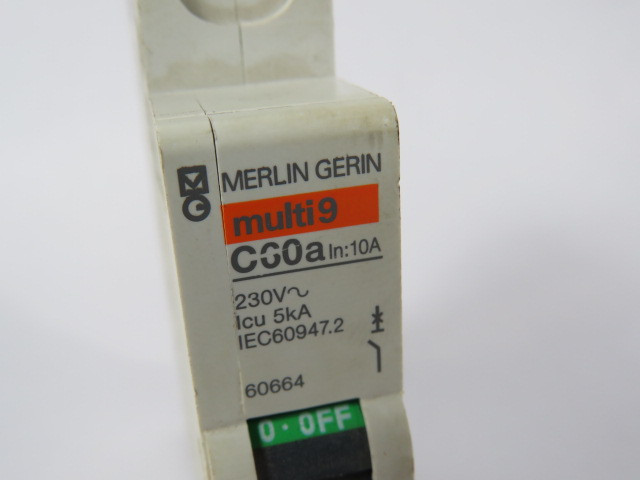 MERLIN GERIN
multi9
C60a In:10A
230V~
Icu 5kA
IEC60947.2
60664
O·OFF